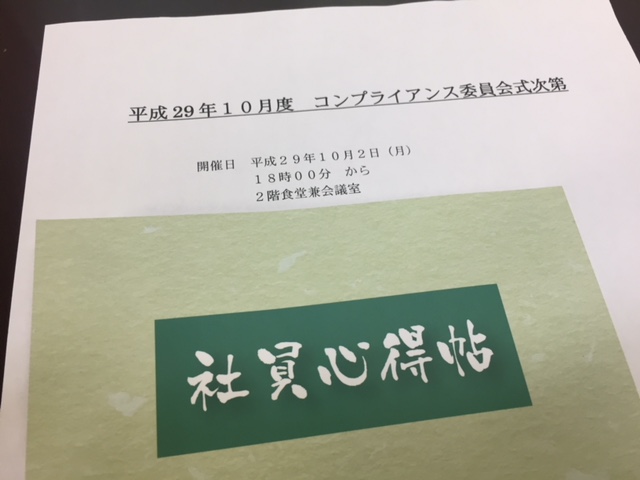 平成29年10月度 コンプライアンス委員会式次第
開催日 平成29年10月2日(月)
18時00分 から
2階食堂兼会議室
社員心得帖